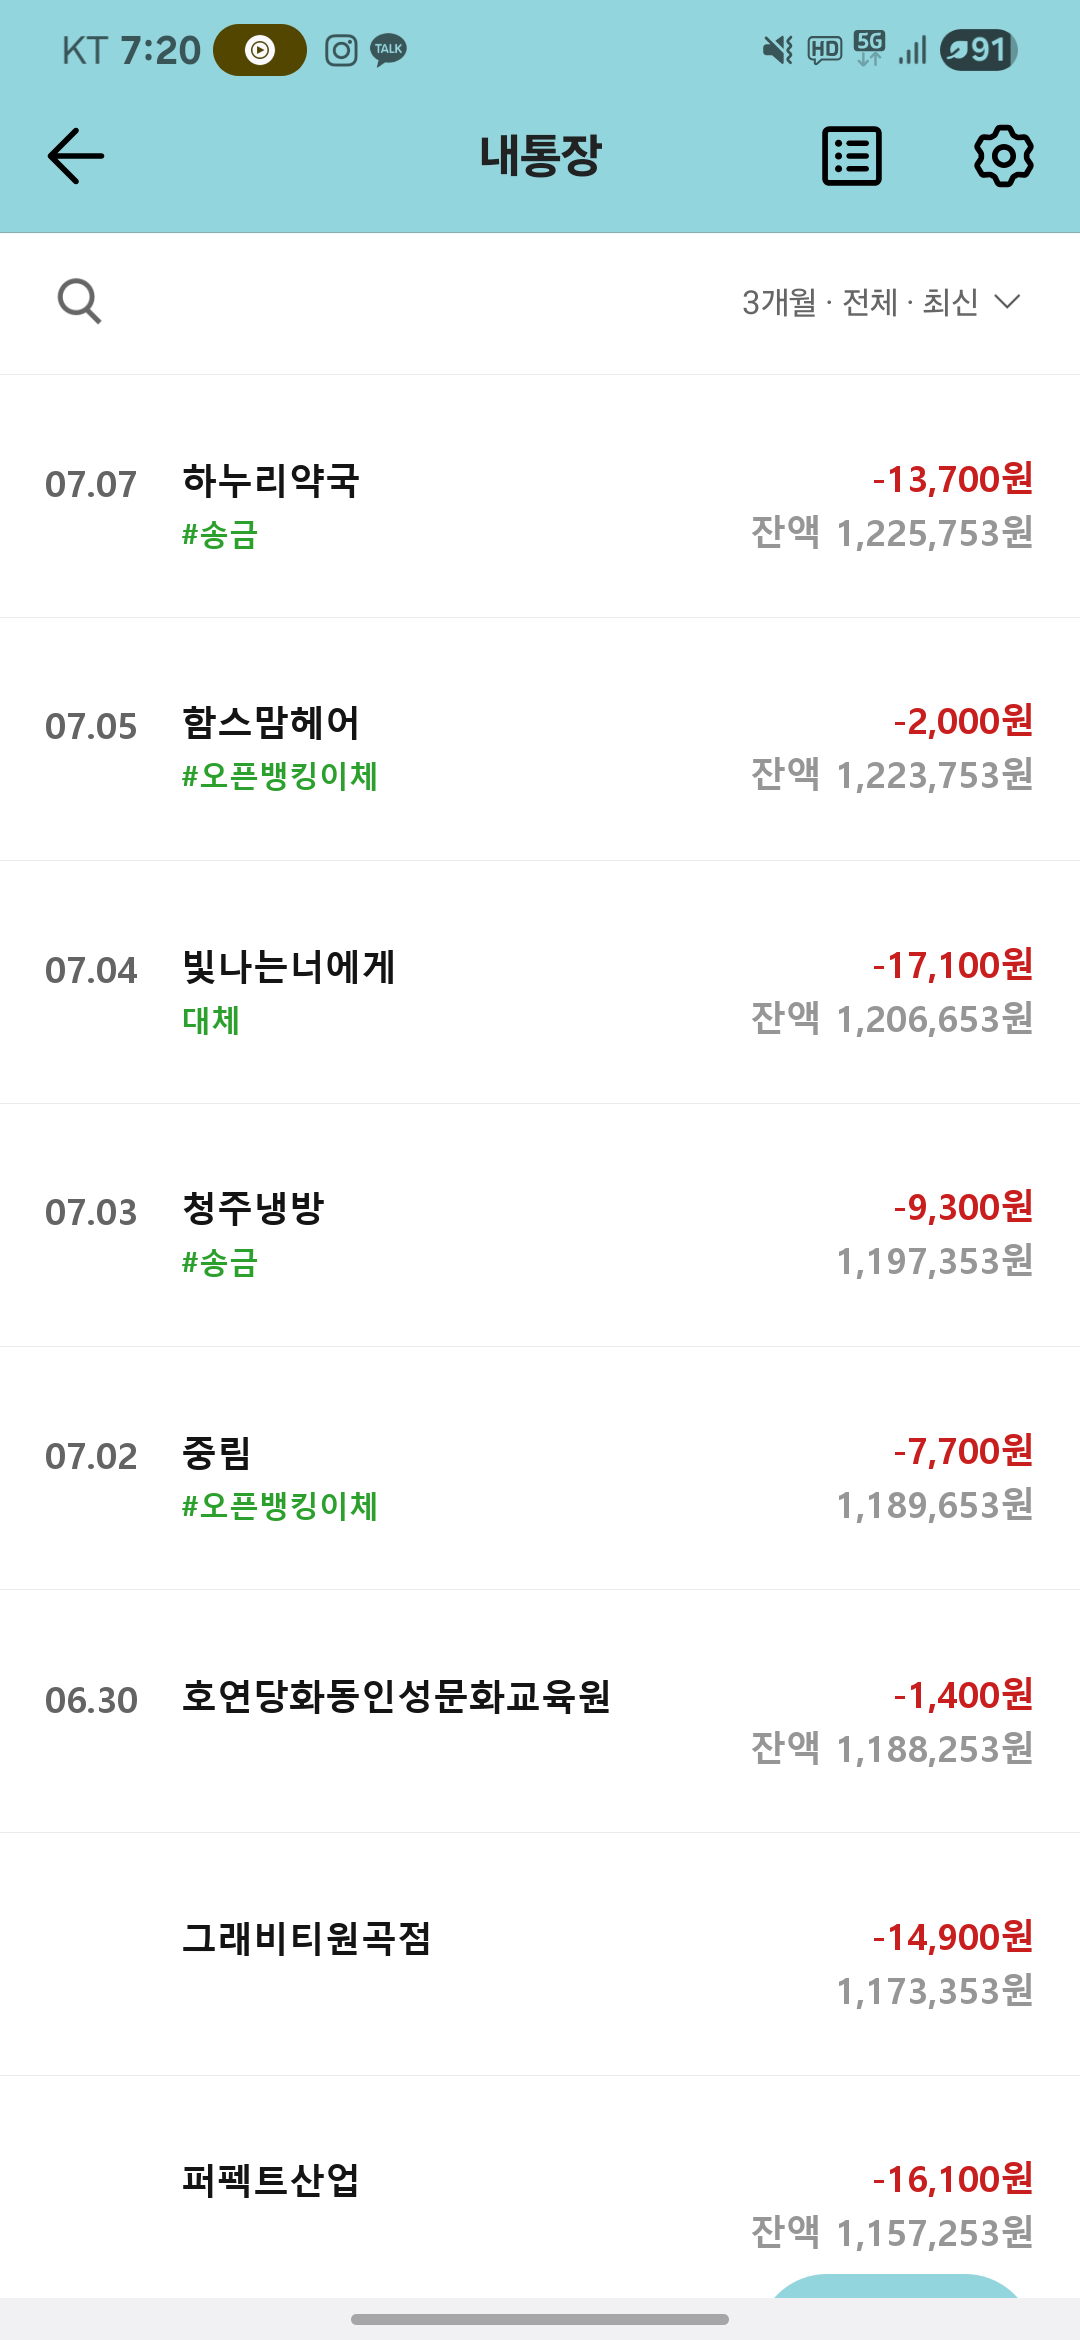 KT 7:20 TALK HD 5G 91
내통장
3개월 · 전체 · 최신
07.07 하누리약국 -13,700원
#송금 잔액 1,225,753원
07.05 함스맘헤어 -2,000원
#오픈뱅킹이체 잔액 1,223,753원
07.04 빛나는너에게 -17,100원
대체 잔액 1,206,653원
07.03 청주냉방 -9,300원
#송금 1,197,353원
07.02 중림 -7,700원
#오픈뱅킹이체 1,189,653원
06.30 호연당화동인성문화교육원 -1,400원
잔액 1,188,253원
그래비티원곡점 -14,900원
1,173,353원
퍼펙트산업 -16,100원
잔액 1,157,253원